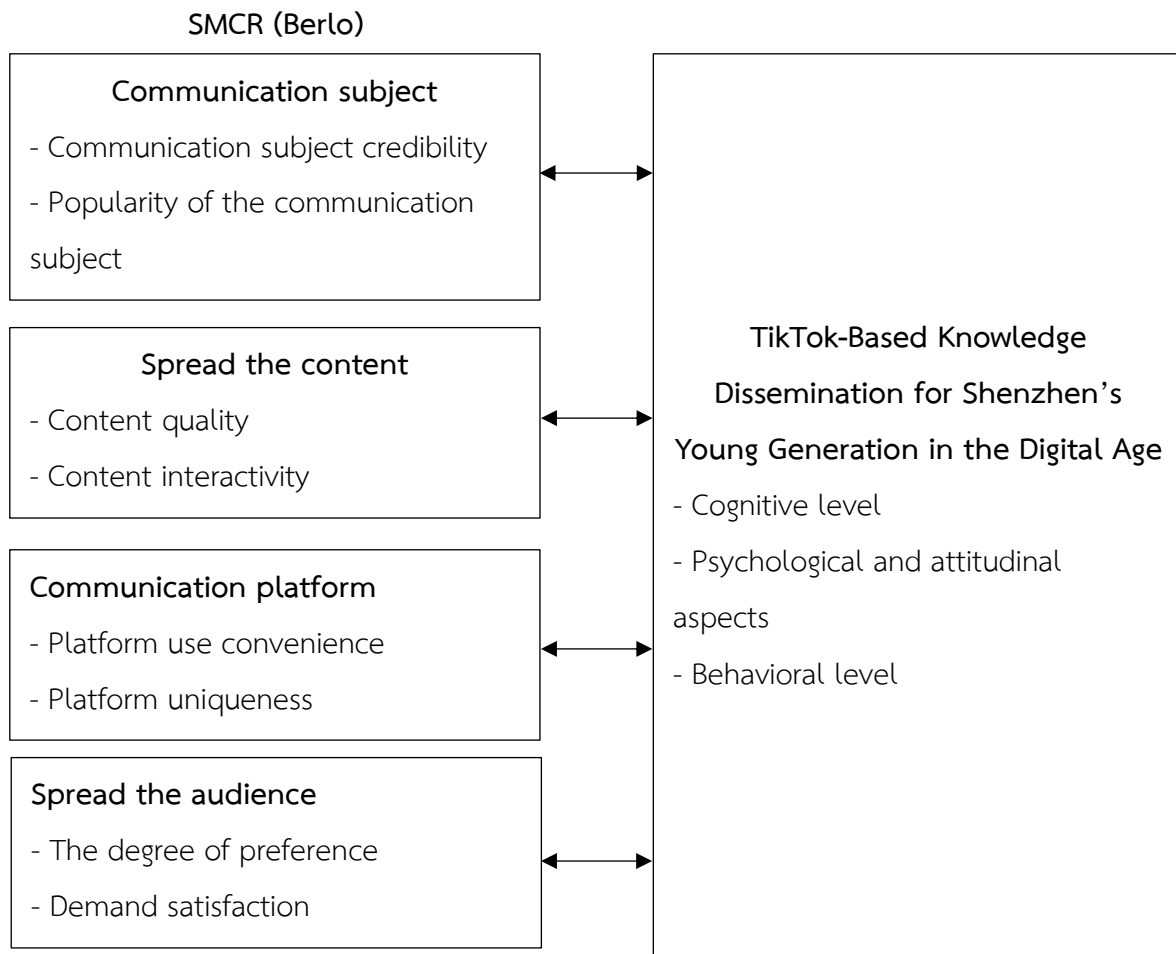 SMCR (Berlo)
Communication subject
- Communication subject credibility
- Popularity of the communication
subject
Spread the content
- Content quality
- Content interactivity
Communication platform
- Platform use convenience
- Platform uniqueness
Spread the audience
- The degree of preference
- Demand satisfaction
TikTok-Based Knowledge
Dissemination for Shenzhen’s
Young Generation in the Digital Age
- Cognitive level
- Psychological and attitudinal
aspects
- Behavioral level